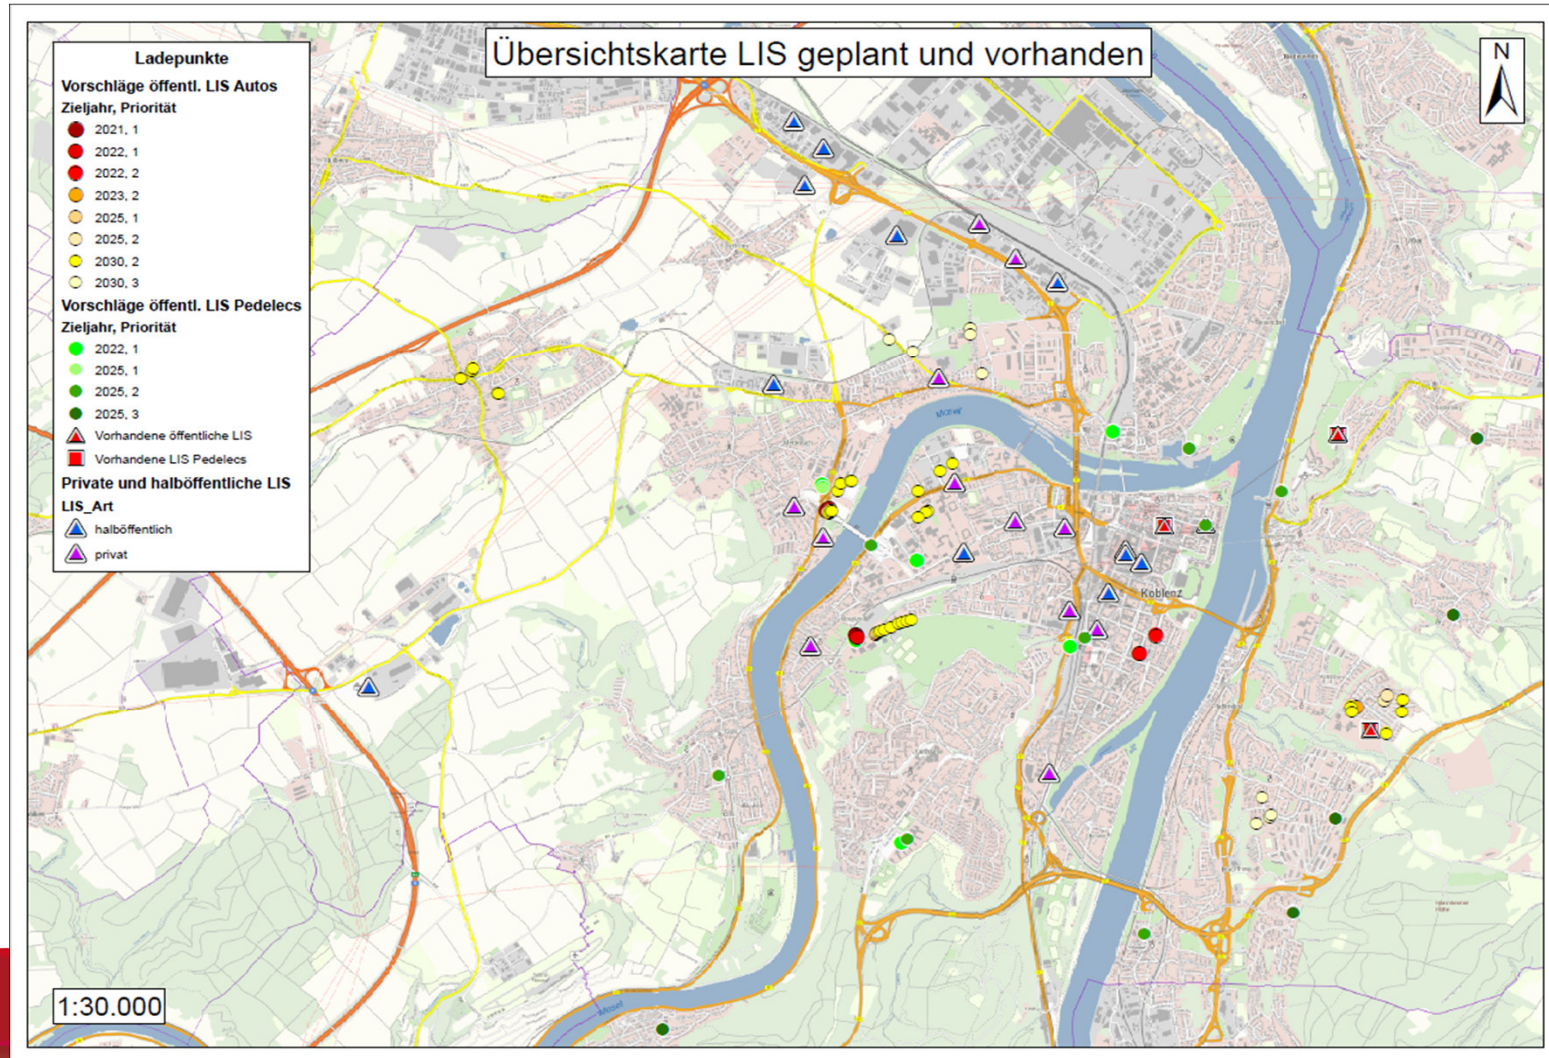 Übersichtskarte LIS geplant und vorhanden
N
Ladepunkte
Vorschläge öffentl. LIS Autos
Zieljahr, Priorität
2021, 1
2022, 1
2022, 2
2023, 2
2025, 1
2025, 2
2030, 2
2030, 3
Vorschläge öffentl. LIS Pedelecs
Zieljahr, Priorität
2022, 1
2025, 1
2025, 2
2025, 3
Vorhandene öffentliche LIS
Vorhandene LIS Pedelecs
Private und halböffentliche LIS
LIS_Art
halböffentlich
privat
Mosel
Koblenz
Mosel
1:30.000